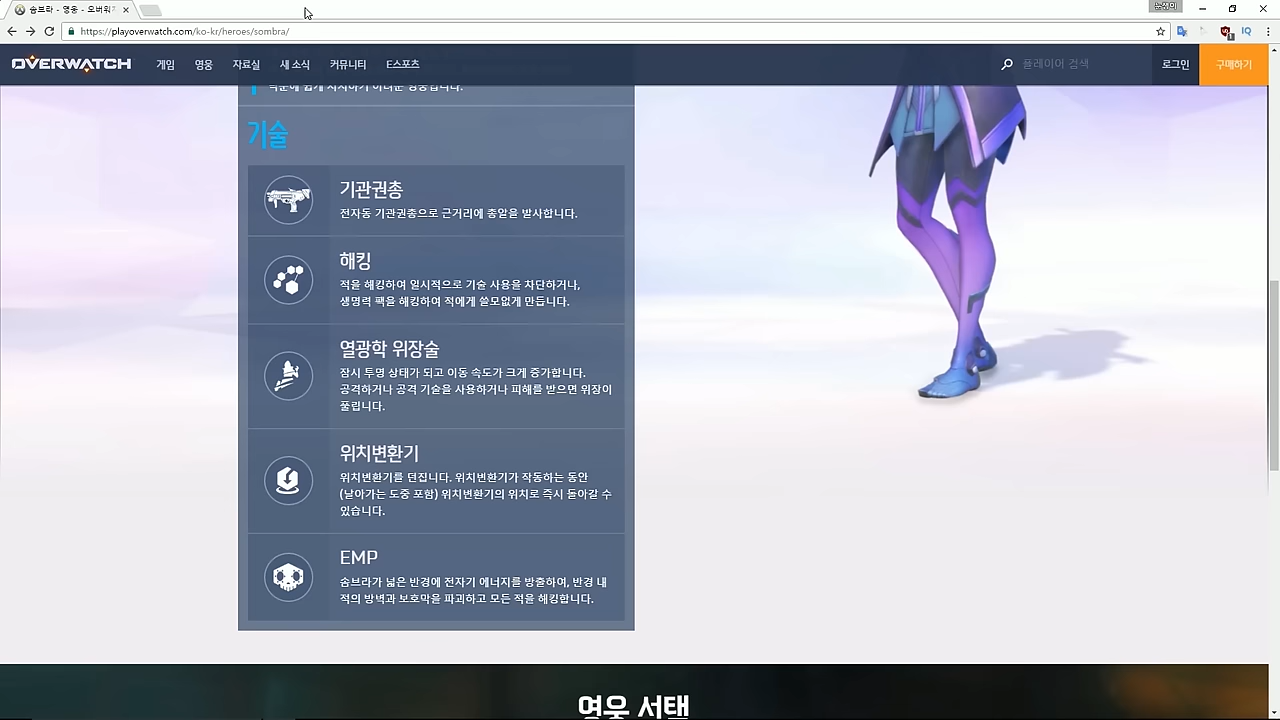 솜브라 - 영웅 - 오버워
https://playoverwatch.com/ko-kr/heroes/sombra/
OVERWATCH
게임
영웅
자료실
새 소식
커뮤니티
E스포츠
플레이어 검색
로그인
구매하기
기술
기관권총
전자동 기관권총으로 근거리에 총알을 발사합니다.
해킹
적을 해킹하여 일시적으로 기술 사용을 차단하거나,
생명력 팩을 해킹하여 적에게 쓸모없게 만듭니다.
열광학 위장술
잠시 투명 상태가 되고 이동 속도가 크게 증가합니다.
공격하거나 공격 기술을 사용하거나 피해를 받으면 위장이
풀립니다.
위치변환기
위치변환기를 던집니다. 위치변환기가 작동하는 동안
(날아가는 도중 포함) 위치변환기의 위치로 즉시 돌아갈 수
있습니다.
EMP
솜브라가 넓은 반경에 전자기 에너지를 방출하여, 반경 내
적의 방벽과 보호막을 파괴하고 모든 적을 해킹합니다.
영웅 선택